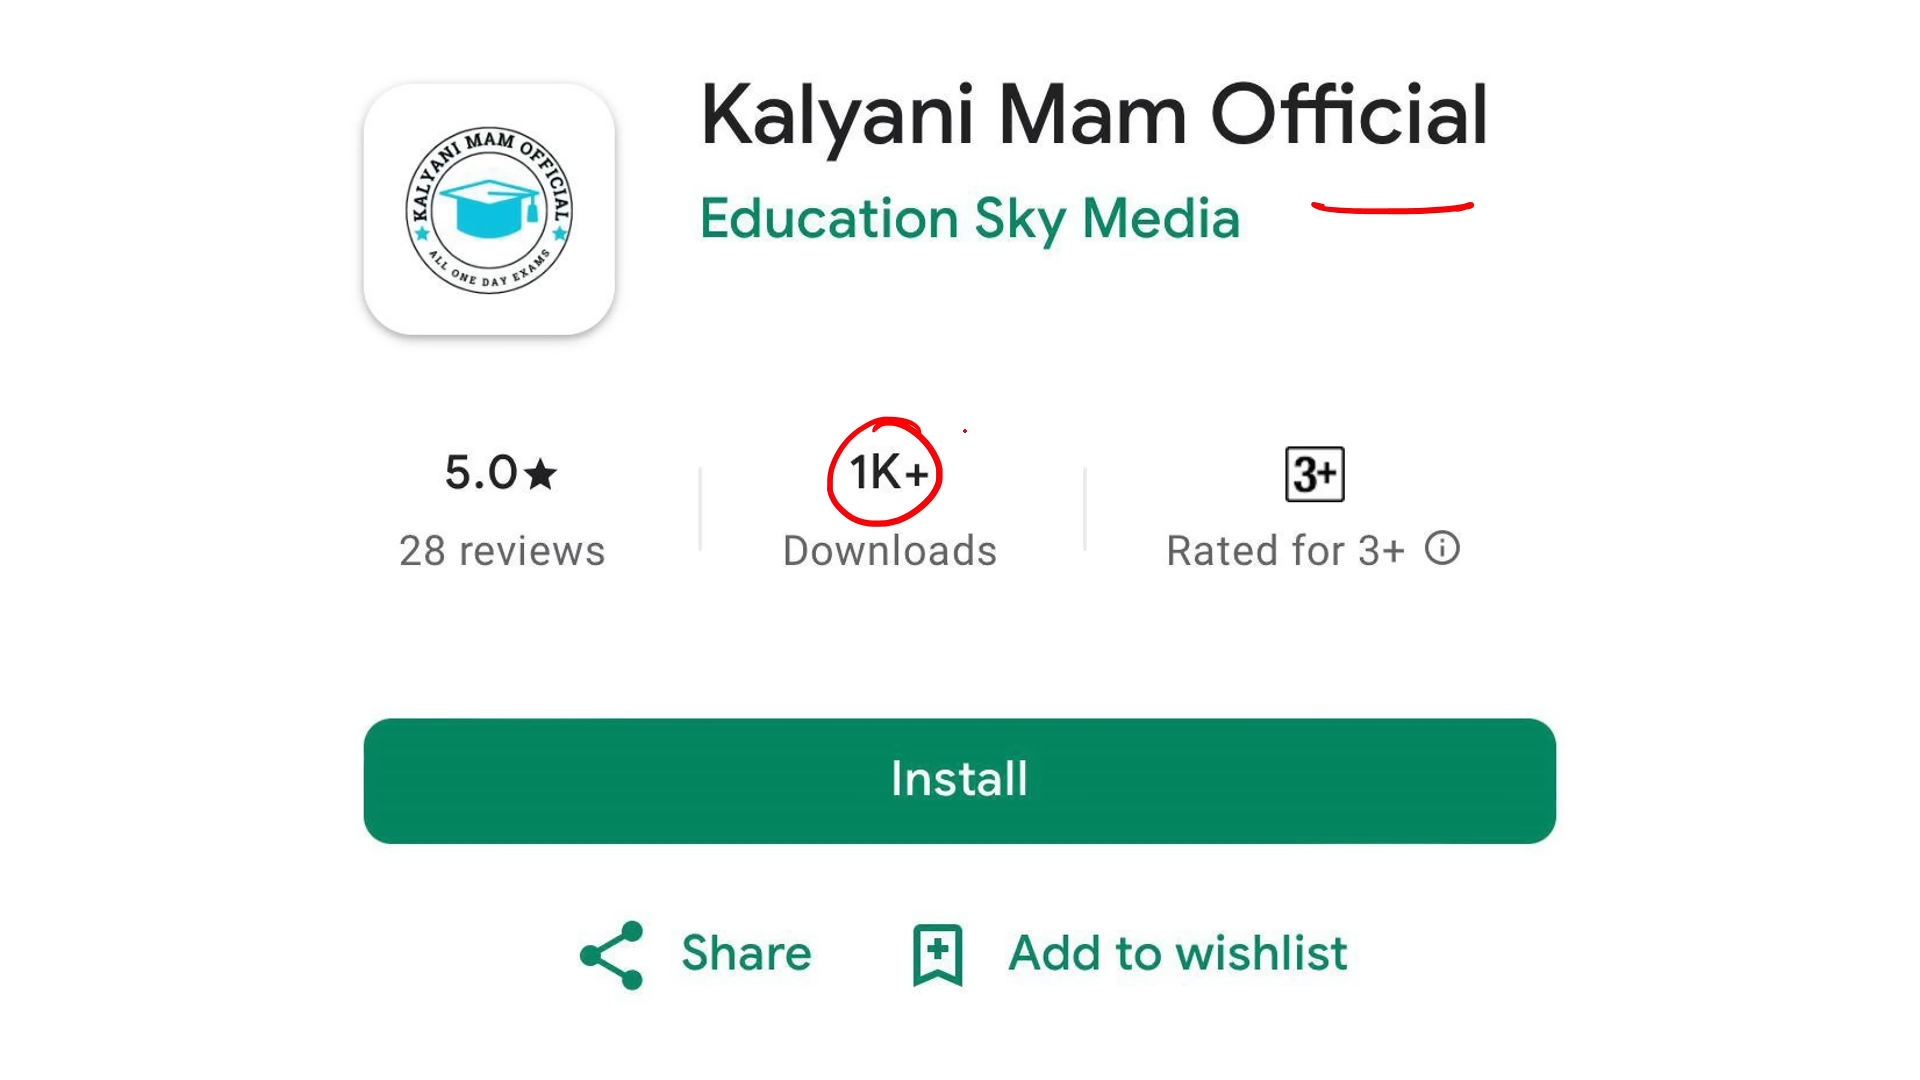 Kalyani Mam Official
Education Sky Media
KALYANI MAM OFFICIAL
ALL ONE DAY EXAMS
5.0★
28 reviews
1K+
Downloads
3+
Rated for 3+
Install
Share
Add to wishlist